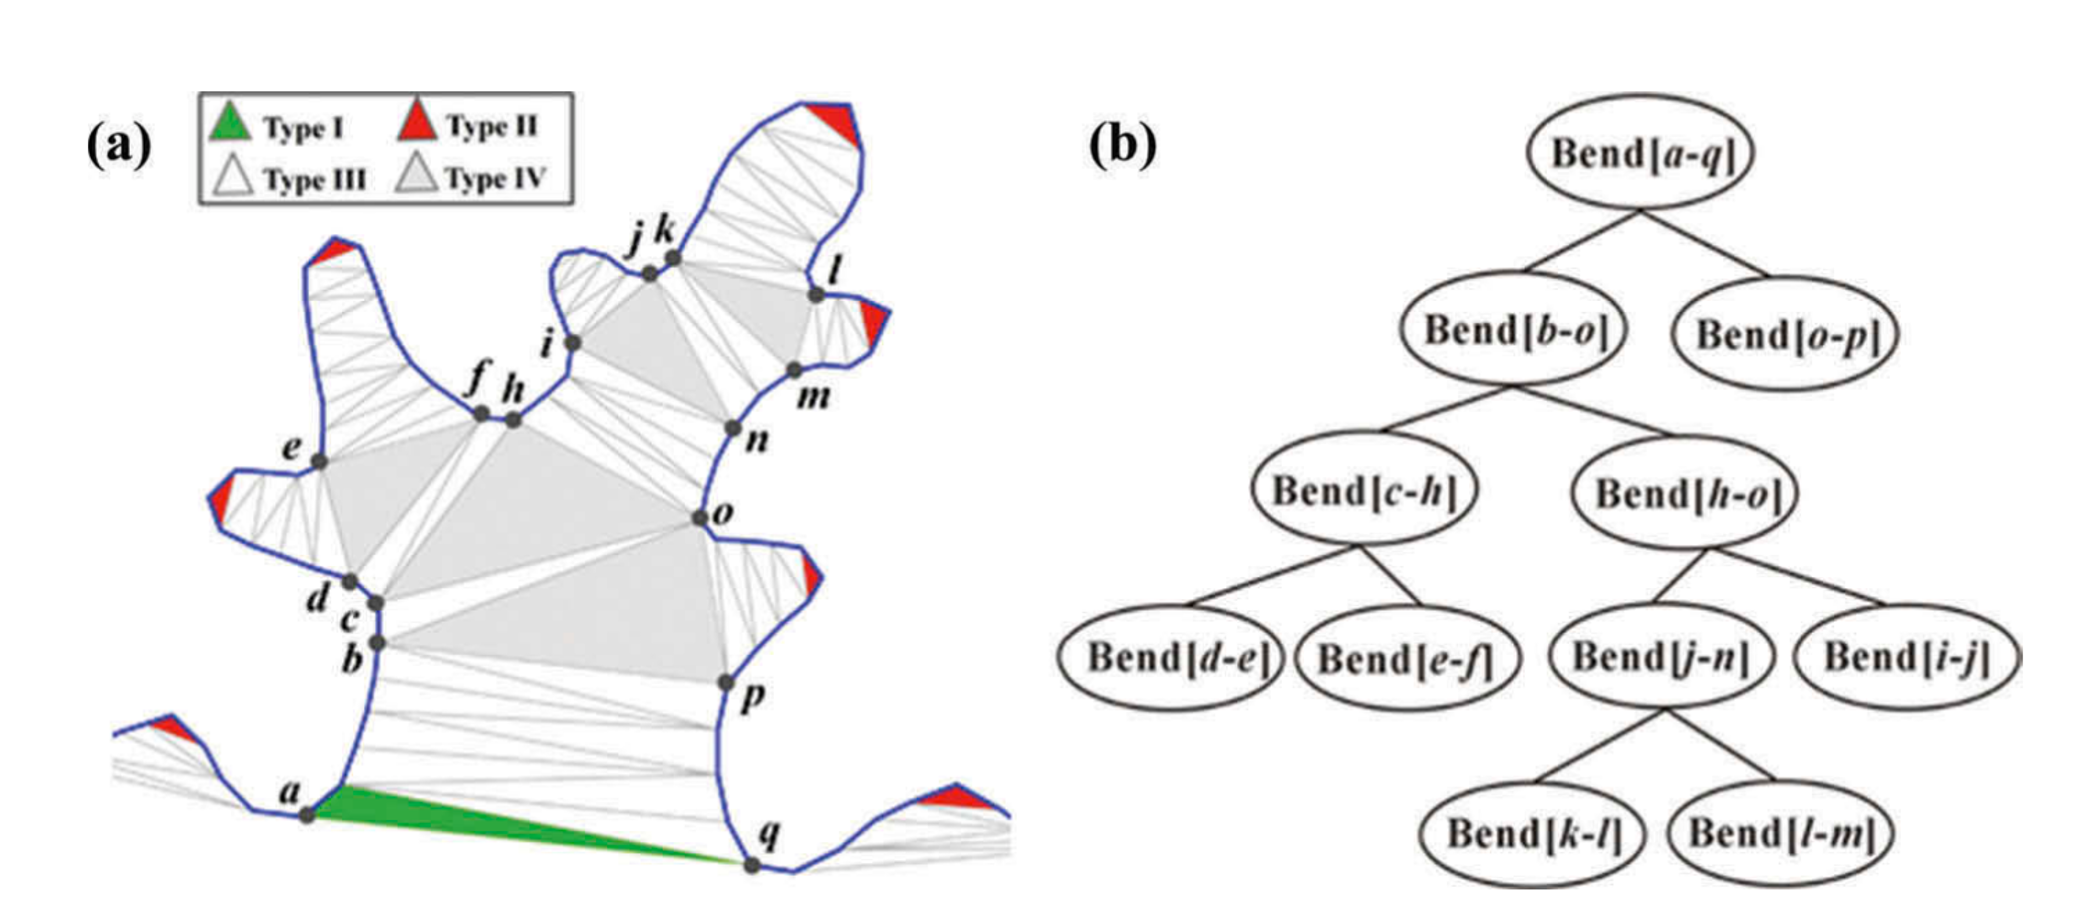 (a)
Type I Type II
Type III Type IV
j k
l
i
f h
m
e
n
o
d
c
b
p
a
q
(b)
Bend[a-q]
Bend[b-o] Bend[o-p]
Bend[c-h] Bend[h-o]
Bend[d-e] Bend[e-f] Bend[j-n] Bend[i-j]
Bend[k-l] Bend[l-m]